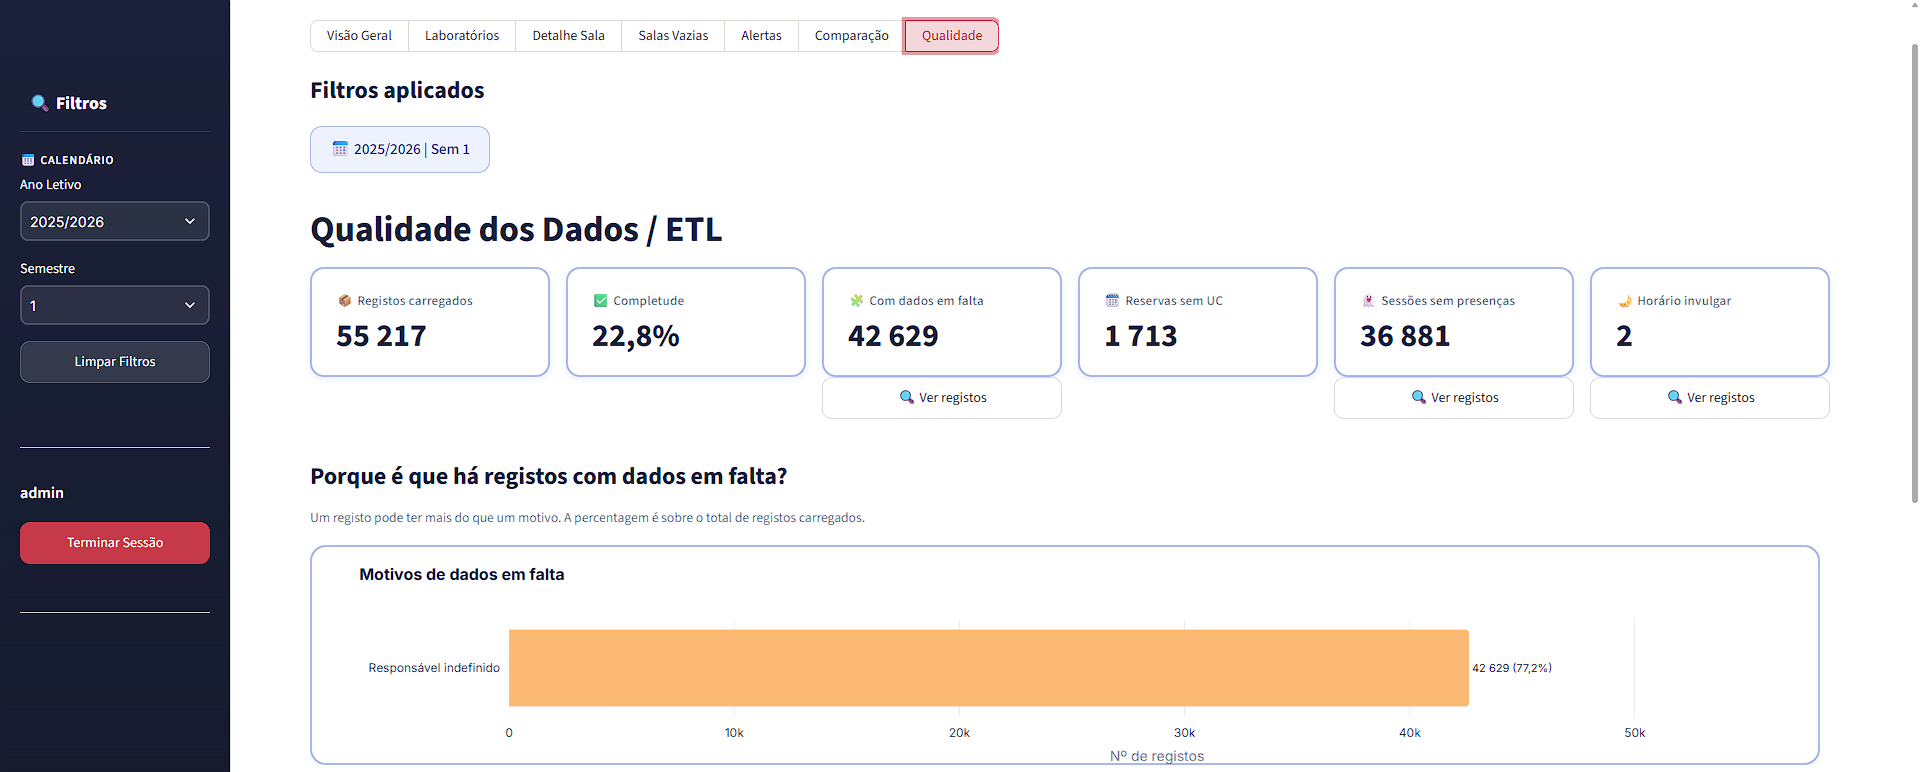 Filtros
CALENDÁRIO
Ano Letivo
2025/2026
Semestre
1
Limpar Filtros
admin
Terminar Sessão
Visão Geral
Laboratórios
Detalhe Sala
Salas Vazias
Alertas
Comparação
Qualidade
Filtros aplicados
2025/2026 | Sem 1
Qualidade dos Dados / ETL
Registos carregados
55 217
Completude
22,8%
Com dados em falta
42 629
Ver registos
Reservas sem UC
1 713
Sessões sem presenças
36 881
Ver registos
Horário invulgar
2
Ver registos
Porque é que há registos com dados em falta?
Um registo pode ter mais do que um motivo. A percentagem é sobre o total de registos carregados.
Motivos de dados em falta
Responsável indefinido
42 629 (77,2%)
0
10k
20k
30k
40k
50k
Nº de registos